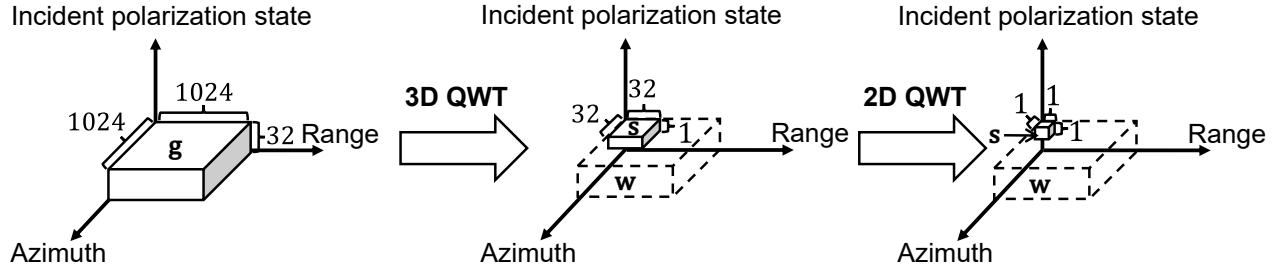 Incident polarization state
1024
1024
32
g
Range
Azimuth
3D QWT
Incident polarization state
32
32
1
s
w
Range
Azimuth
2D QWT
Incident polarization state
1
1
1
s
w
Range
Azimuth